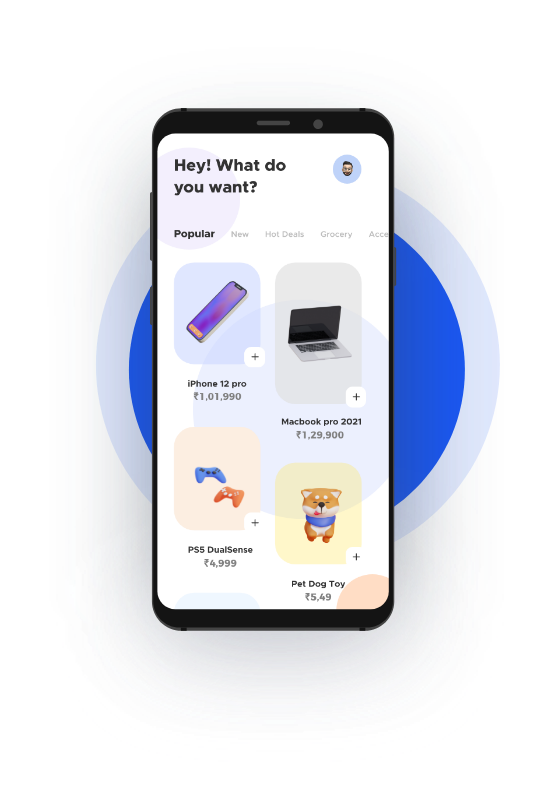 Hey! What do
you want?
Popular New Hot Deals Grocery Acce
iPhone 12 pro
₹1,01,990
Macbook pro 2021
₹1,29,900
PS5 DualSense
₹4,999
Pet Dog Toy
₹5,49